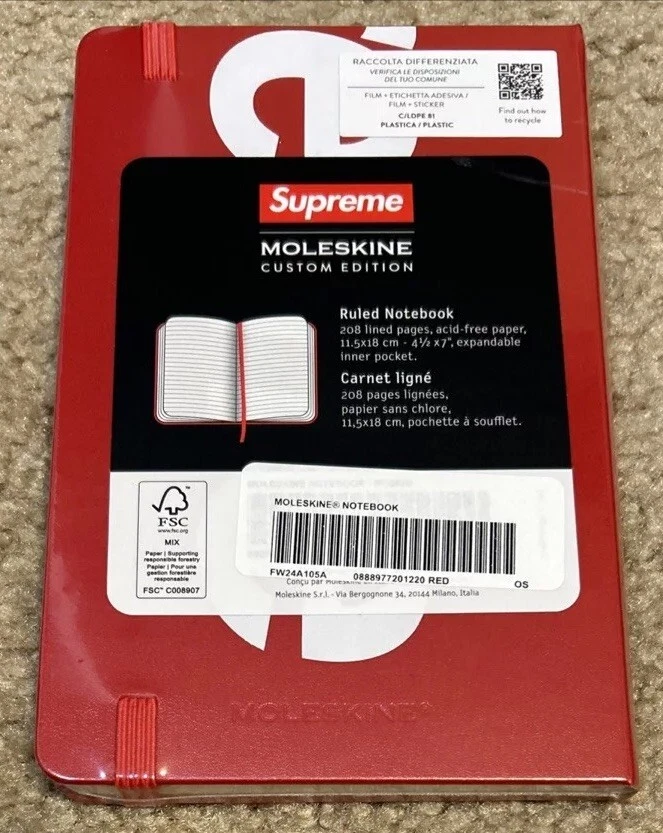 RACCOLTA DIFFERENZIATA
VERIFICA LE DISPOSIZIONI
DEL TUO COMUNE
FILM + ETICHETTA ADESIVA /
FILM + STICKER
C/LDPE 81
PLASTICA / PLASTIC
Find out how
to recycle
Supreme
MOLESKINE
CUSTOM EDITION
Ruled Notebook
208 lined pages, acid-free paper,
11.5x18 cm - 4½ x7", expandable
inner pocket.
Carnet ligné
208 pages lignées,
papier sans chlore,
11,5x18 cm, pochette à soufflet.
FSC
www.fsc.org
MIX
Paper | Supporting
responsible forestry
Papier | Pour une
gestion forestière
responsable
FSC™ C008907
MOLESKINE® NOTEBOOK
FW24A105A 0888977201220 RED OS
Conçu par
Moleskine S.r.l. - Via Bergognone 34, 20144 Milano, Italia
MOLESKINE®